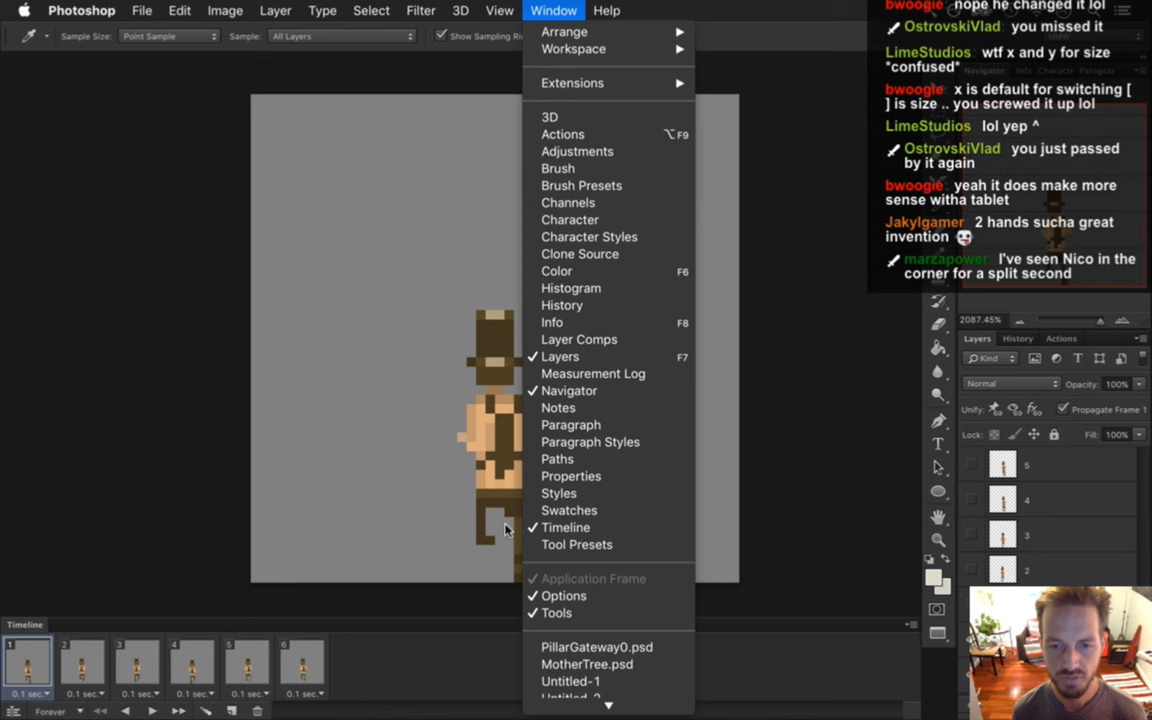 Photoshop File Edit Image Layer Type Select Filter 3D View Window Help
Sample Size: Point Sample Sample: All Layers Show Sampling Ri
Arrange
Workspace
Extensions
3D
Actions ⌥F9
Adjustments
Brush
Brush Presets
Channels
Character
Character Styles
Clone Source
Color F6
Histogram
History
Info F8
Layer Comps
Layers F7
Measurement Log
Navigator
Notes
Paragraph
Paragraph Styles
Paths
Properties
Styles
Swatches
Timeline
Tool Presets
Application Frame
Options
Tools
PillarGateway0.psd
MotherTree.psd
Untitled-1
Untitled-2
bwoogie nope he changed it lol
OstrovskiVlad you missed it
LimeStudios wtf x and y for size
*confused*
bwoogie x is default for switching [
] is size .. you screwed it up lol
LimeStudios lol yep ^
OstrovskiVlad you just passed
by it again
bwoogie yeah it does make more
sense witha tablet
Jakylgamer 2 hands sucha great
invention
marzapower I've seen Nico in the
corner for a split second
2087.45%
Layers History Actions
Kind
Normal Opacity: 100%
Unify: Propagate Frame 1
Lock: Fill: 100%
5
4
3
2
Timeline
1 2 3 4 5 6
0.1 sec. 0.1 sec. 0.1 sec. 0.1 sec. 0.1 sec. 0.1 sec.
Forever